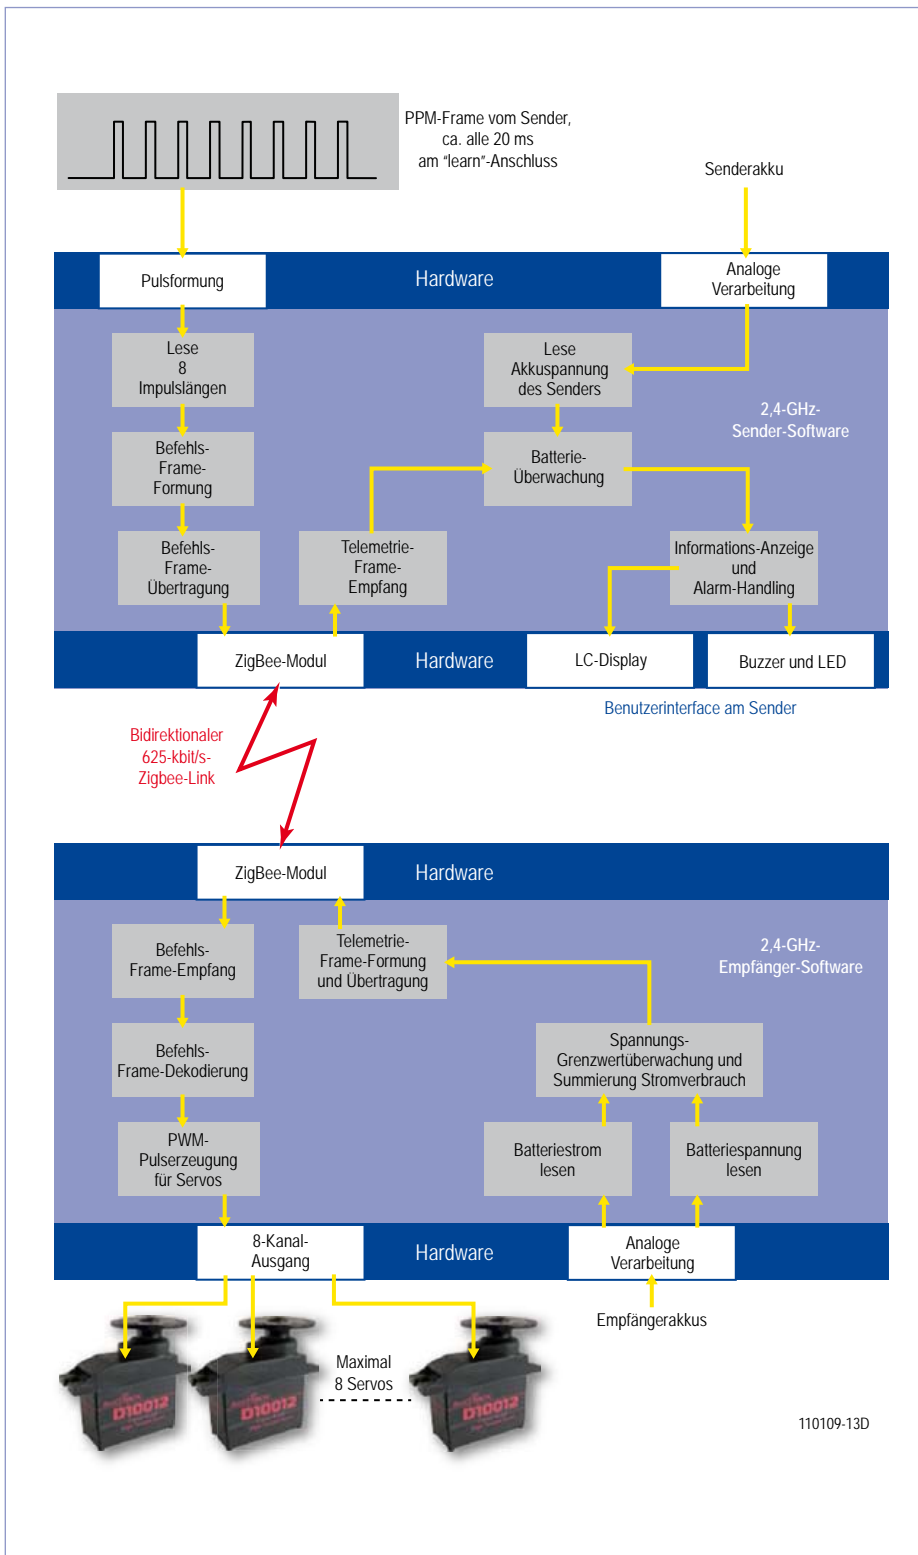 PPM-Frame vom Sender,
ca. alle 20 ms
am “learn”-Anschluss
Senderakku
Pulsformung
Hardware
Analoge
Verarbeitung
Lese
8
Impulslängen
Lese
Akkuspannung
des Senders
2,4-GHz-
Sender-Software
Befehls-
Frame-
Formung
Batterie-
Überwachung
Befehls-
Frame-
Übertragung
Telemetrie-
Frame-
Empfang
Informations-Anzeige
und
Alarm-Handling
ZigBee-Modul
Hardware
LC-Display
Buzzer und LED
Benutzerinterface am Sender
Bidirektionaler
625-kbit/s-
Zigbee-Link
ZigBee-Modul
Hardware
Befehls-
Frame-Empfang
Telemetrie-
Frame-Formung
und Übertragung
2,4-GHz-
Empfänger-Software
Befehls-
Frame-Dekodierung
Spannungs-
Grenzwertüberwachung und
Summierung Stromverbrauch
PWM-
Pulserzeugung
für Servos
Batteriestrom
lesen
Batteriespannung
lesen
8-Kanal-
Ausgang
Hardware
Analoge
Verarbeitung
Empfängerakkus
Maximal
8 Servos
D10012
D10012
D10012
110109-13D